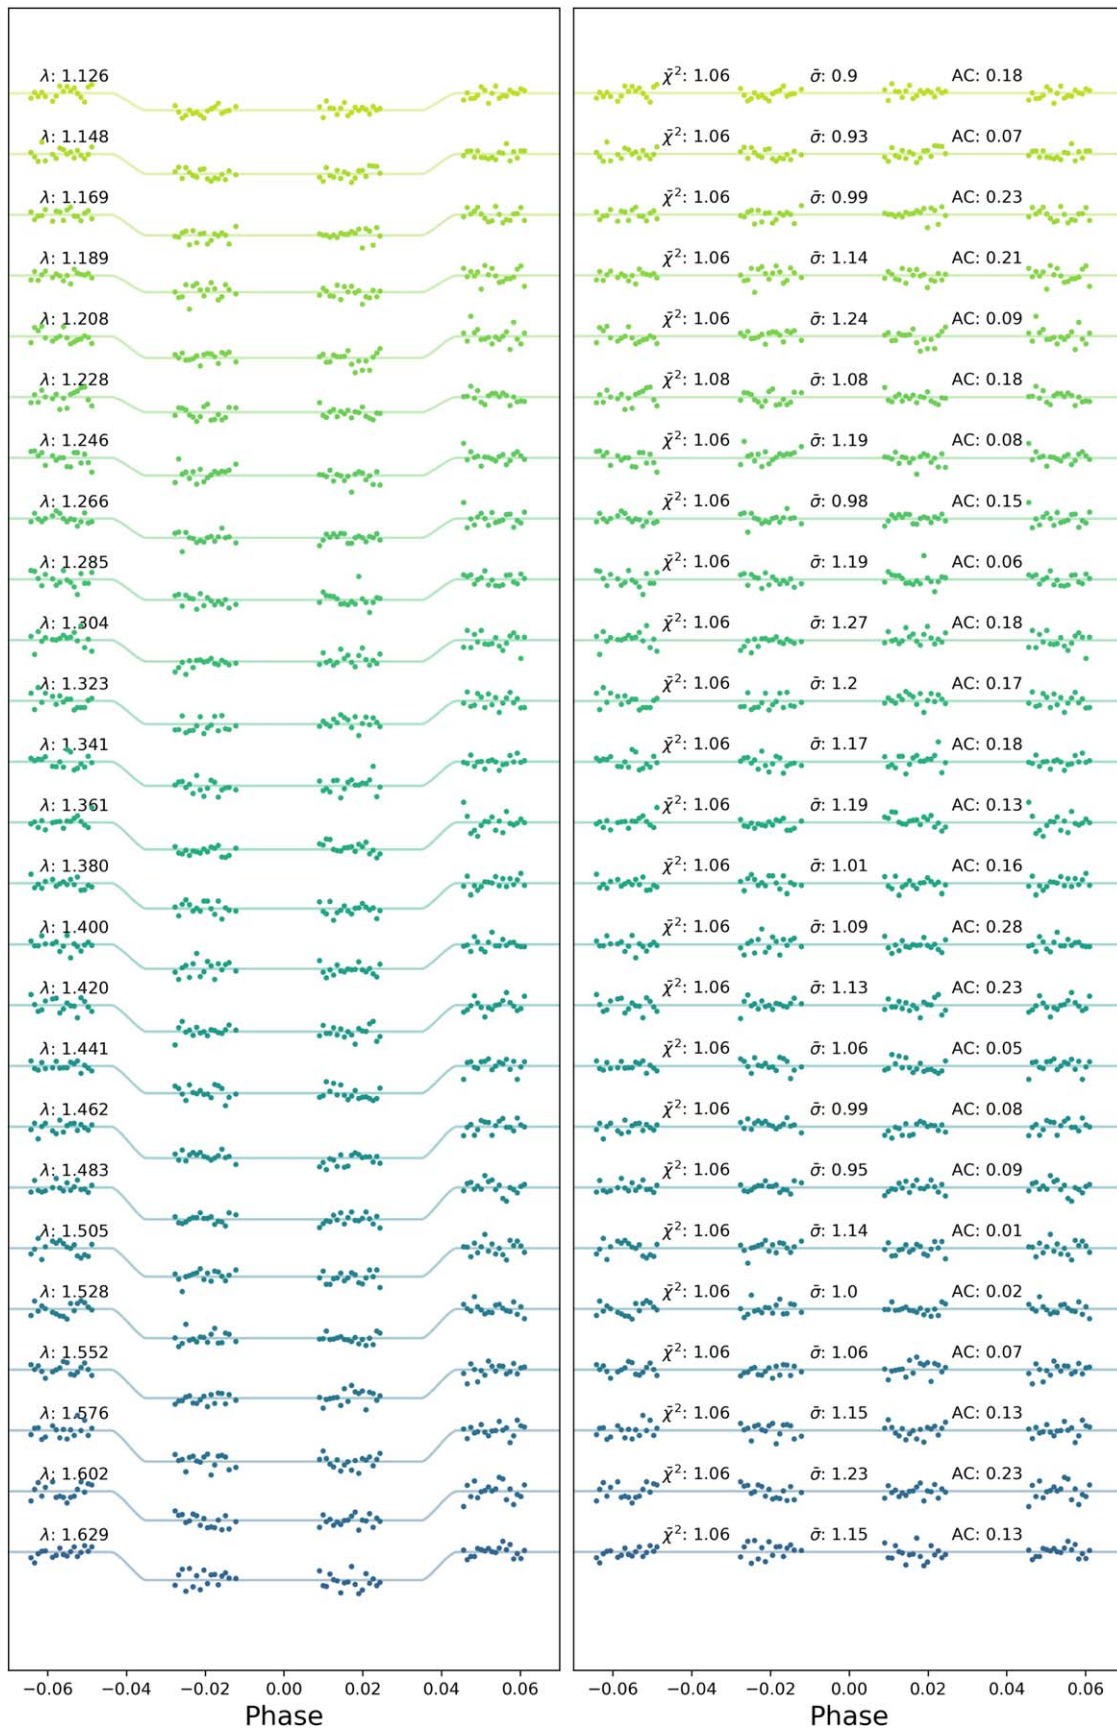 λ: 1.126 χ̄²: 1.06 σ̄: 0.9 AC: 0.18
λ: 1.148 χ̄²: 1.06 σ̄: 0.93 AC: 0.07
λ: 1.169 χ̄²: 1.06 σ̄: 0.99 AC: 0.23
λ: 1.189 χ̄²: 1.06 σ̄: 1.14 AC: 0.21
λ: 1.208 χ̄²: 1.06 σ̄: 1.24 AC: 0.09
λ: 1.228 χ̄²: 1.08 σ̄: 1.08 AC: 0.18
λ: 1.246 χ̄²: 1.06 σ̄: 1.19 AC: 0.08
λ: 1.266 χ̄²: 1.06 σ̄: 0.98 AC: 0.15
λ: 1.285 χ̄²: 1.06 σ̄: 1.19 AC: 0.06
λ: 1.304 χ̄²: 1.06 σ̄: 1.27 AC: 0.18
λ: 1.323 χ̄²: 1.06 σ̄: 1.2 AC: 0.17
λ: 1.341 χ̄²: 1.06 σ̄: 1.17 AC: 0.18
λ: 1.361 χ̄²: 1.06 σ̄: 1.19 AC: 0.13
λ: 1.380 χ̄²: 1.06 σ̄: 1.01 AC: 0.16
λ: 1.400 χ̄²: 1.06 σ̄: 1.09 AC: 0.28
λ: 1.420 χ̄²: 1.06 σ̄: 1.13 AC: 0.23
λ: 1.441 χ̄²: 1.06 σ̄: 1.06 AC: 0.05
λ: 1.462 χ̄²: 1.06 σ̄: 0.99 AC: 0.08
λ: 1.483 χ̄²: 1.06 σ̄: 0.95 AC: 0.09
λ: 1.505 χ̄²: 1.06 σ̄: 1.14 AC: 0.01
λ: 1.528 χ̄²: 1.06 σ̄: 1.0 AC: 0.02
λ: 1.552 χ̄²: 1.06 σ̄: 1.06 AC: 0.07
λ: 1.576 χ̄²: 1.06 σ̄: 1.15 AC: 0.13
λ: 1.602 χ̄²: 1.06 σ̄: 1.23 AC: 0.23
λ: 1.629 χ̄²: 1.06 σ̄: 1.15 AC: 0.13
−0.06 −0.04 −0.02 0.00 0.02 0.04 0.06 −0.06 −0.04 −0.02 0.00 0.02 0.04 0.06
Phase Phase